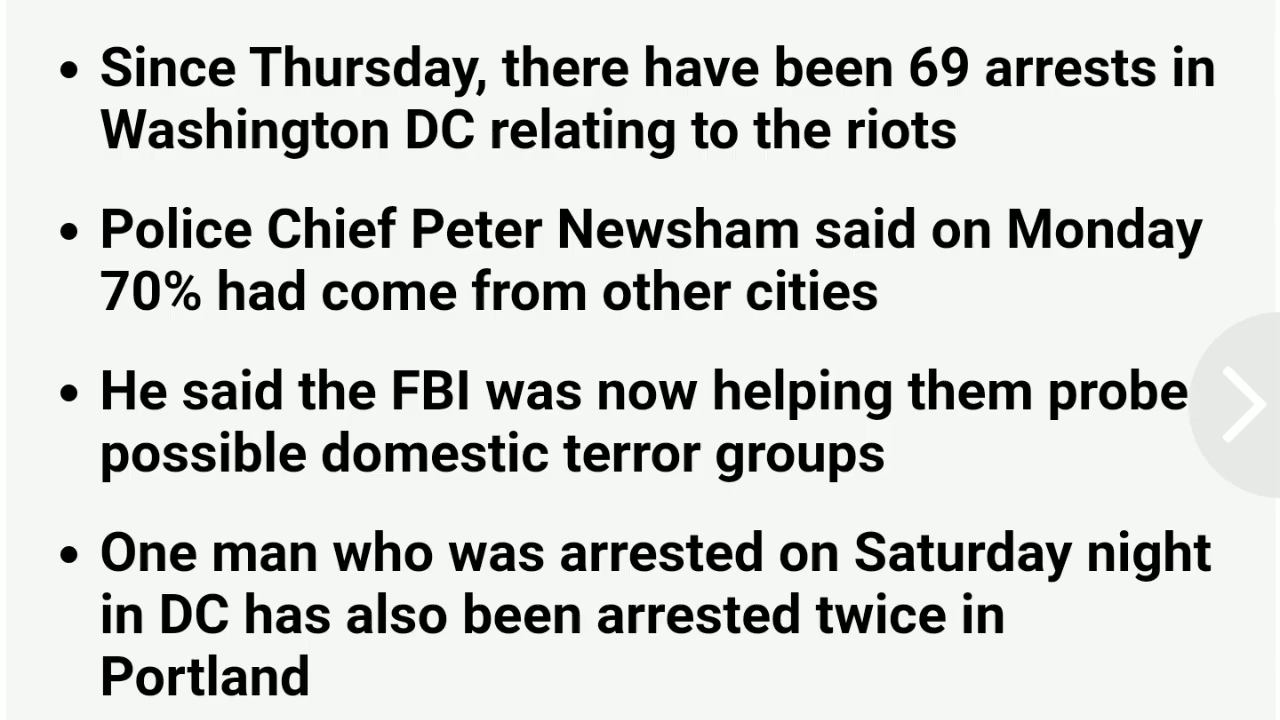 • Since Thursday, there have been 69 arrests in
Washington DC relating to the riots
• Police Chief Peter Newsham said on Monday
70% had come from other cities
• He said the FBI was now helping them probe
possible domestic terror groups
• One man who was arrested on Saturday night
in DC has also been arrested twice in
Portland